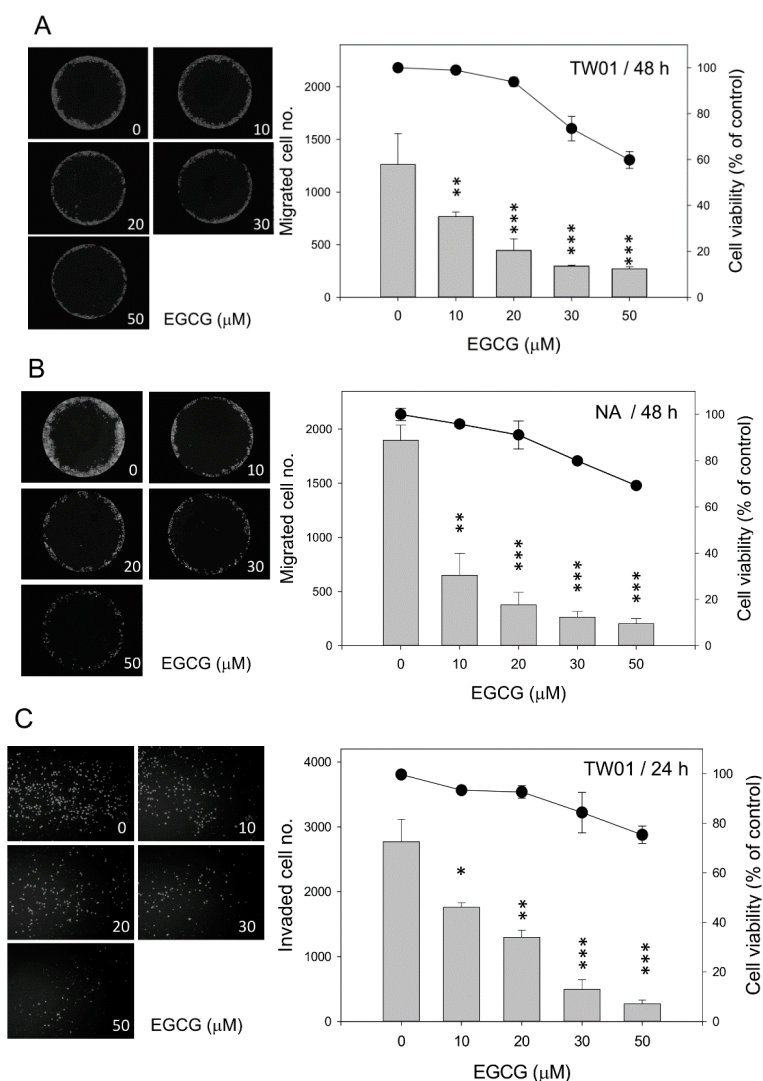 A
0
10
20
30
50
EGCG (μM)
TW01 / 48 h
Migrated cell no.
2000
1500
1000
500
0
**
***
***
***
Cell viability (% of control)
100
80
60
40
20
0
0 10 20 30 50
EGCG (μM)
B
0
10
20
30
50
EGCG (μM)
NA / 48 h
Migrated cell no.
2000
1500
1000
500
0
**
***
***
***
Cell viability (% of control)
100
80
60
40
20
0
0 10 20 30 50
EGCG (μM)
C
0
10
20
30
50
EGCG (μM)
TW01 / 24 h
Invaded cell no.
4000
3000
2000
1000
0
*
**
***
***
Cell viability (% of control)
100
80
60
40
20
0
0 10 20 30 50
EGCG (μM)